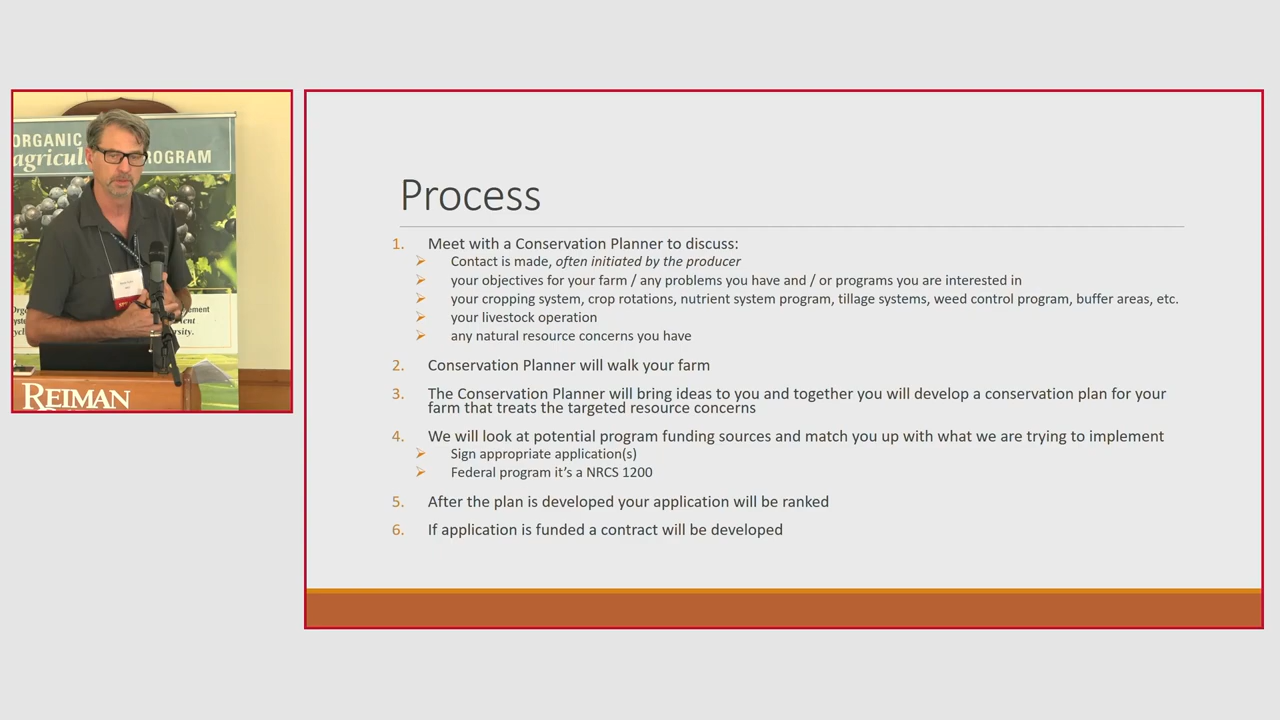 ORGANIC
agricul ROGRAM
REIMAN
Process
1. Meet with a Conservation Planner to discuss:
Contact is made, often initiated by the producer
your objectives for your farm / any problems you have and / or programs you are interested in
your cropping system, crop rotations, nutrient system program, tillage systems, weed control program, buffer areas, etc.
your livestock operation
any natural resource concerns you have
2. Conservation Planner will walk your farm
3. The Conservation Planner will bring ideas to you and together you will develop a conservation plan for your
farm that treats the targeted resource concerns
4. We will look at potential program funding sources and match you up with what we are trying to implement
Sign appropriate application(s)
Federal program it's a NRCS 1200
5. After the plan is developed your application will be ranked
6. If application is funded a contract will be developed